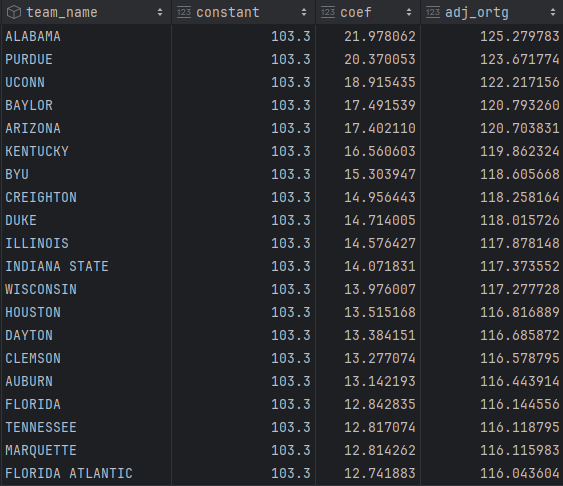 team_name constant coef adj_ortg
ALABAMA 103.3 21.978062 125.279783
PURDUE 103.3 20.370053 123.671774
UCONN 103.3 18.915435 122.217156
BAYLOR 103.3 17.491539 120.793260
ARIZONA 103.3 17.402110 120.703831
KENTUCKY 103.3 16.560603 119.862324
BYU 103.3 15.303947 118.605668
CREIGHTON 103.3 14.956443 118.258164
DUKE 103.3 14.714005 118.015726
ILLINOIS 103.3 14.576427 117.878148
INDIANA STATE 103.3 14.071831 117.373552
WISCONSIN 103.3 13.976007 117.277728
HOUSTON 103.3 13.515168 116.816889
DAYTON 103.3 13.384151 116.685872
CLEMSON 103.3 13.277074 116.578795
AUBURN 103.3 13.142193 116.443914
FLORIDA 103.3 12.842835 116.144556
TENNESSEE 103.3 12.817074 116.118795
MARQUETTE 103.3 12.814262 116.115983
FLORIDA ATLANTIC 103.3 12.741883 116.043604